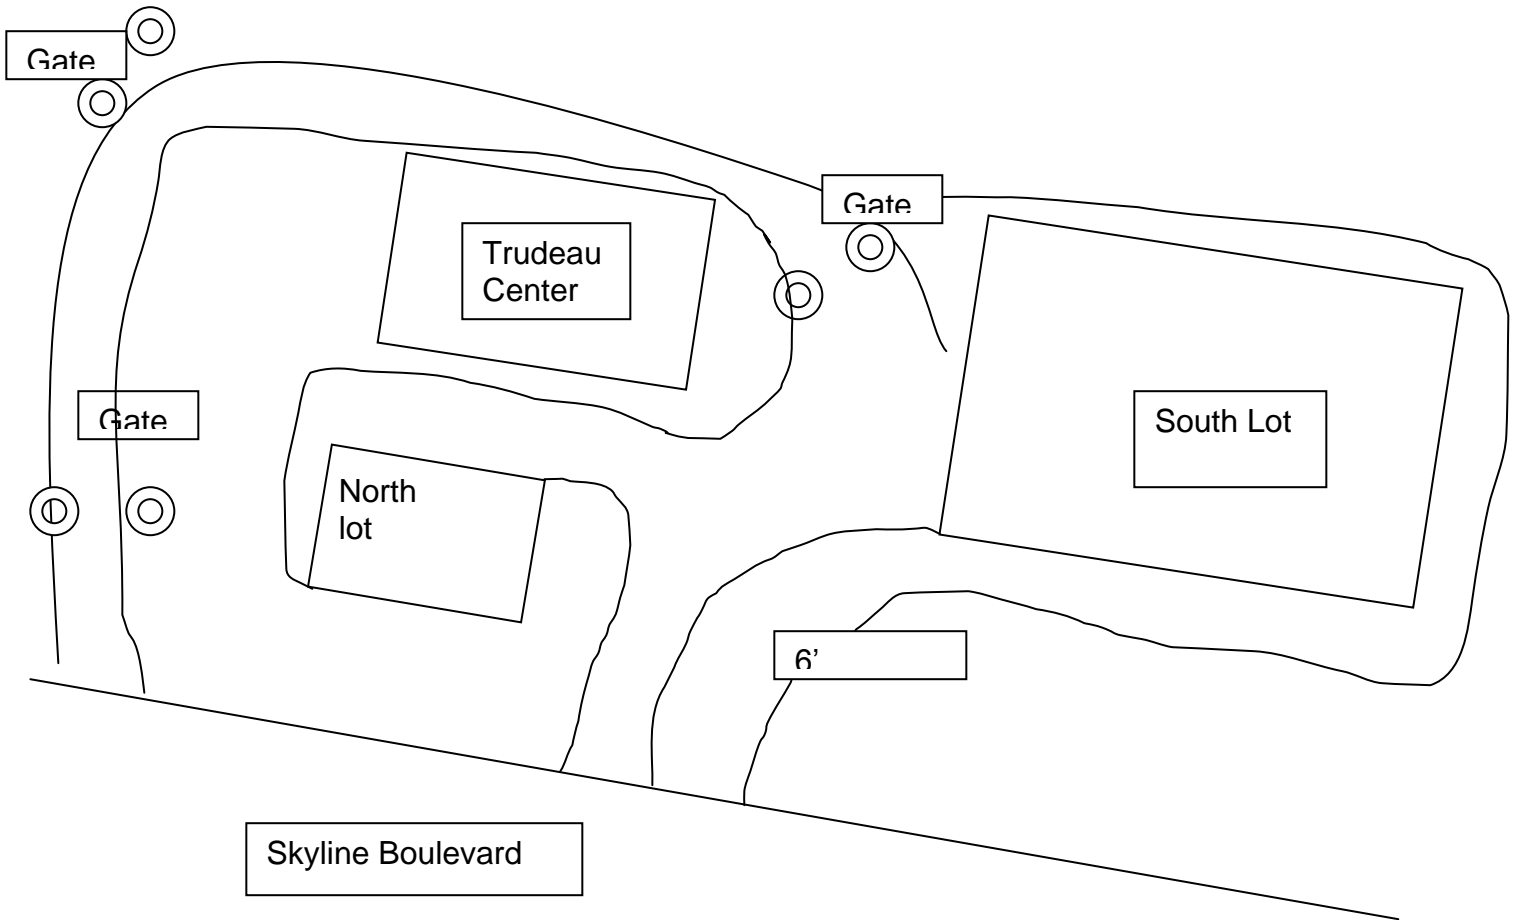 Gate
Gate
Trudeau
Center
Gate
South Lot
North
lot
6’
Skyline Boulevard